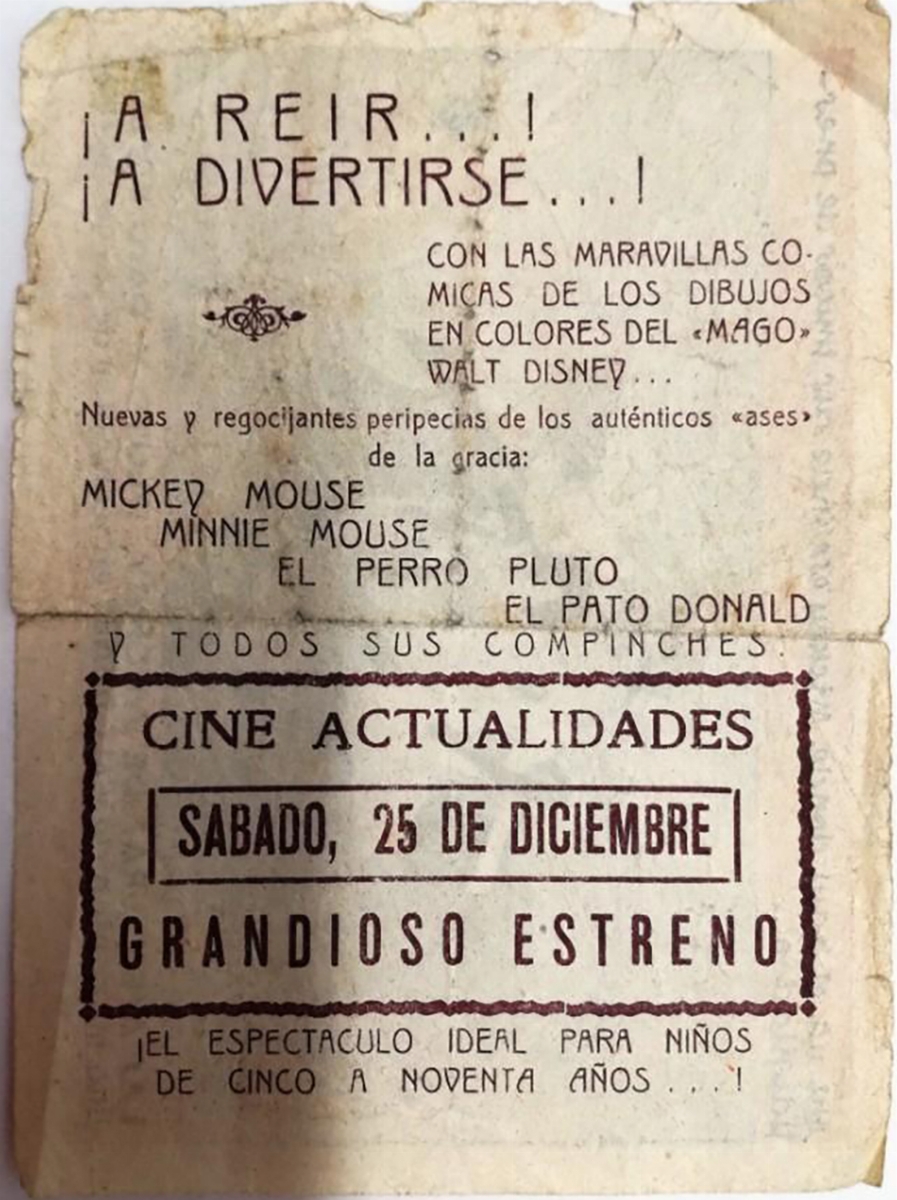 ¡A REIR...!
¡A DIVERTIRSE...!
CON LAS MARAVILLAS CO-
MICAS DE LOS DIBUJOS
EN COLORES DEL «MAGO»
WALT DISNEY...
Nuevas y regocijantes peripecias de los auténticos «ases»
de la gracia:
MICKEY MOUSE
MINNIE MOUSE
EL PERRO PLUTO
EL PATO DONALD
Y TODOS SUS COMPINCHES.
CINE ACTUALIDADES
SABADO, 25 DE DICIEMBRE
GRANDIOSO ESTRENO
¡EL ESPECTACULO IDEAL PARA NIÑOS
DE CINCO A NOVENTA AÑOS...!